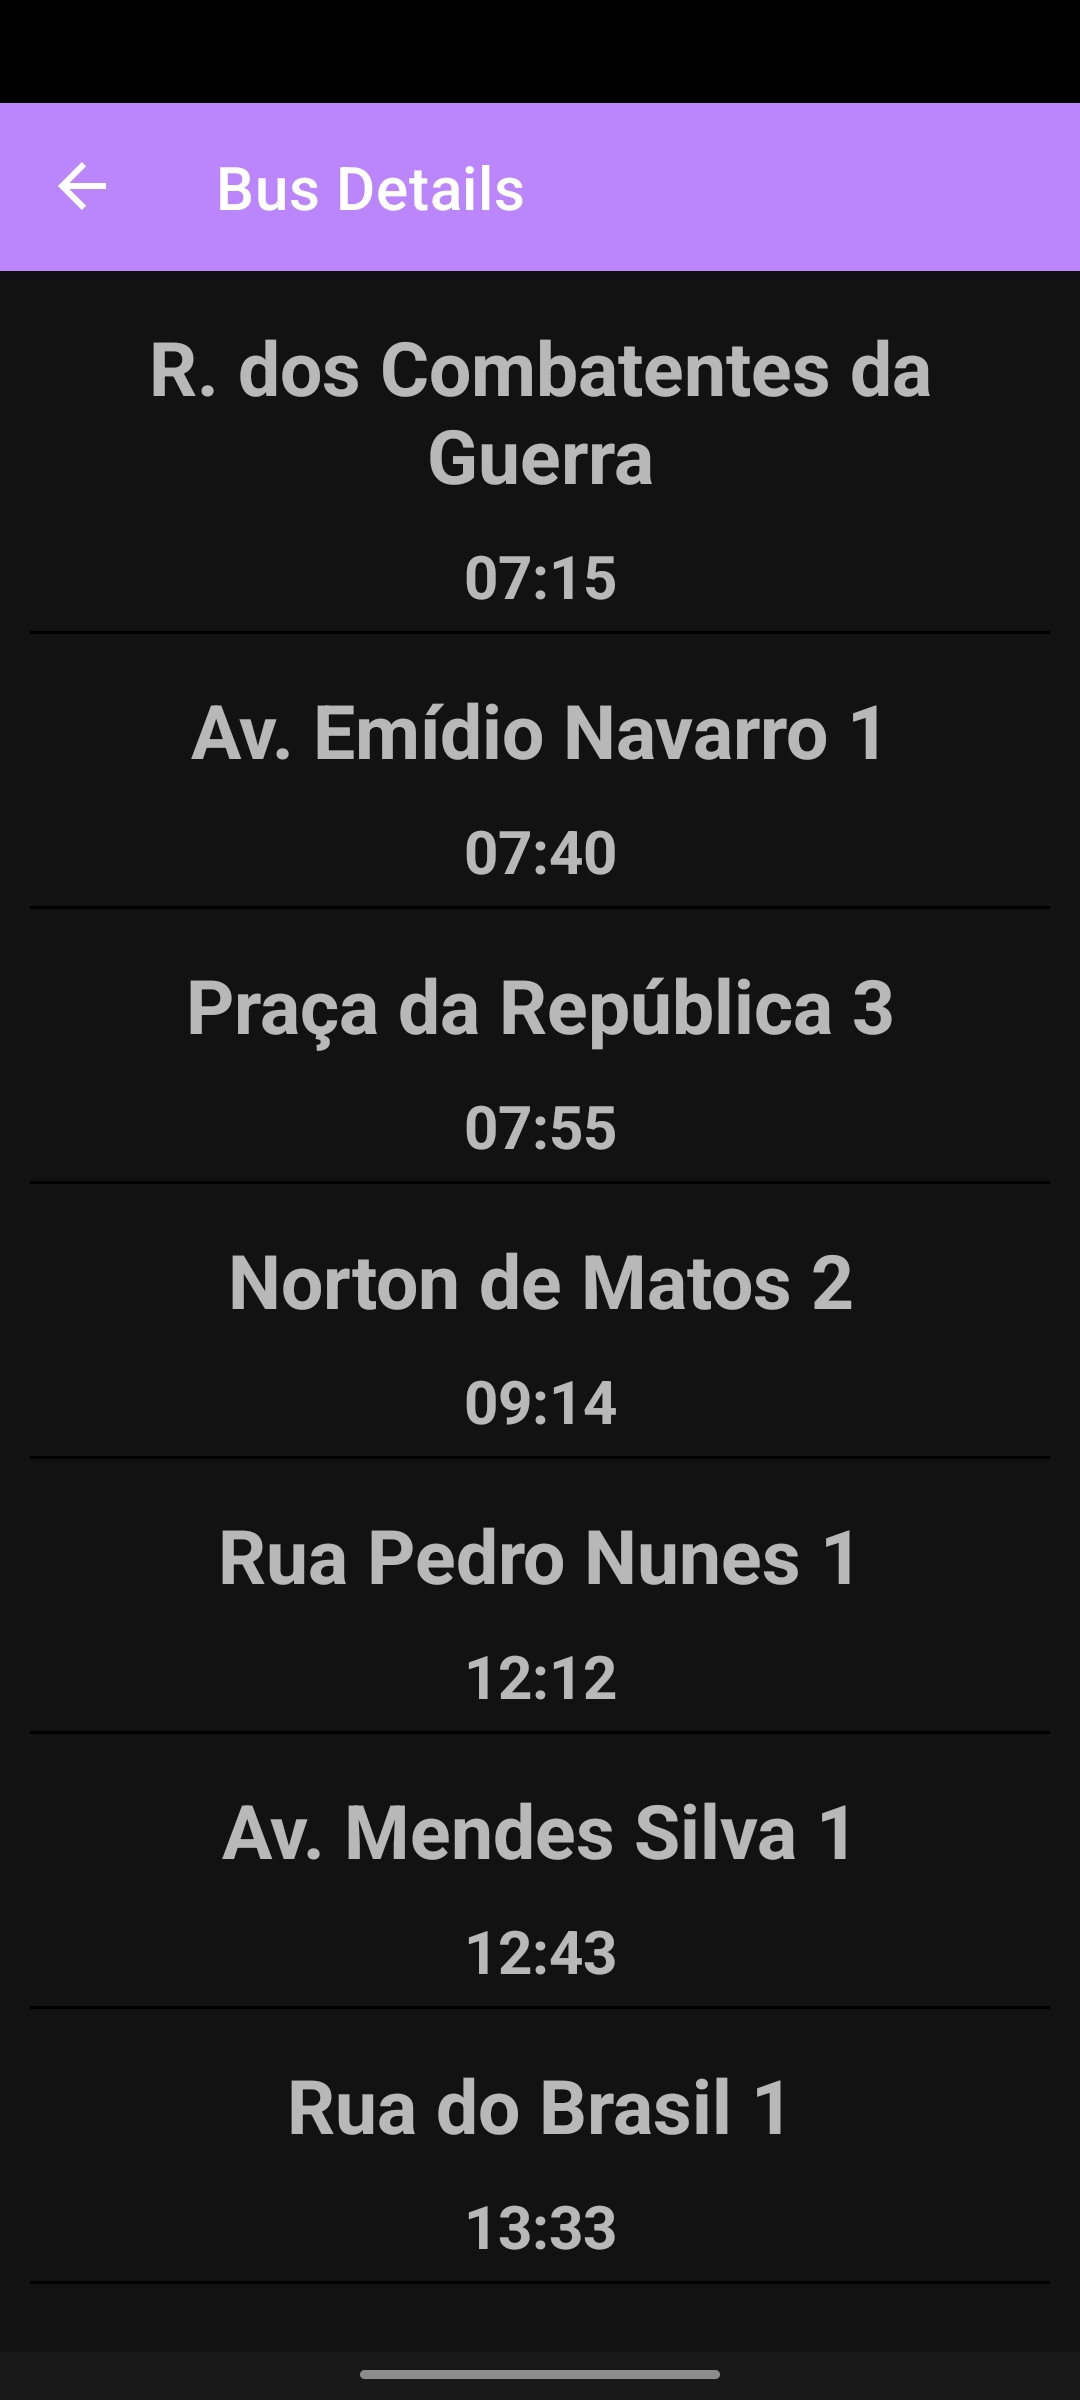 Bus Details
R. dos Combatentes da
Guerra
07:15
Av. Emídio Navarro 1
07:40
Praça da República 3
07:55
Norton de Matos 2
09:14
Rua Pedro Nunes 1
12:12
Av. Mendes Silva 1
12:43
Rua do Brasil 1
13:33